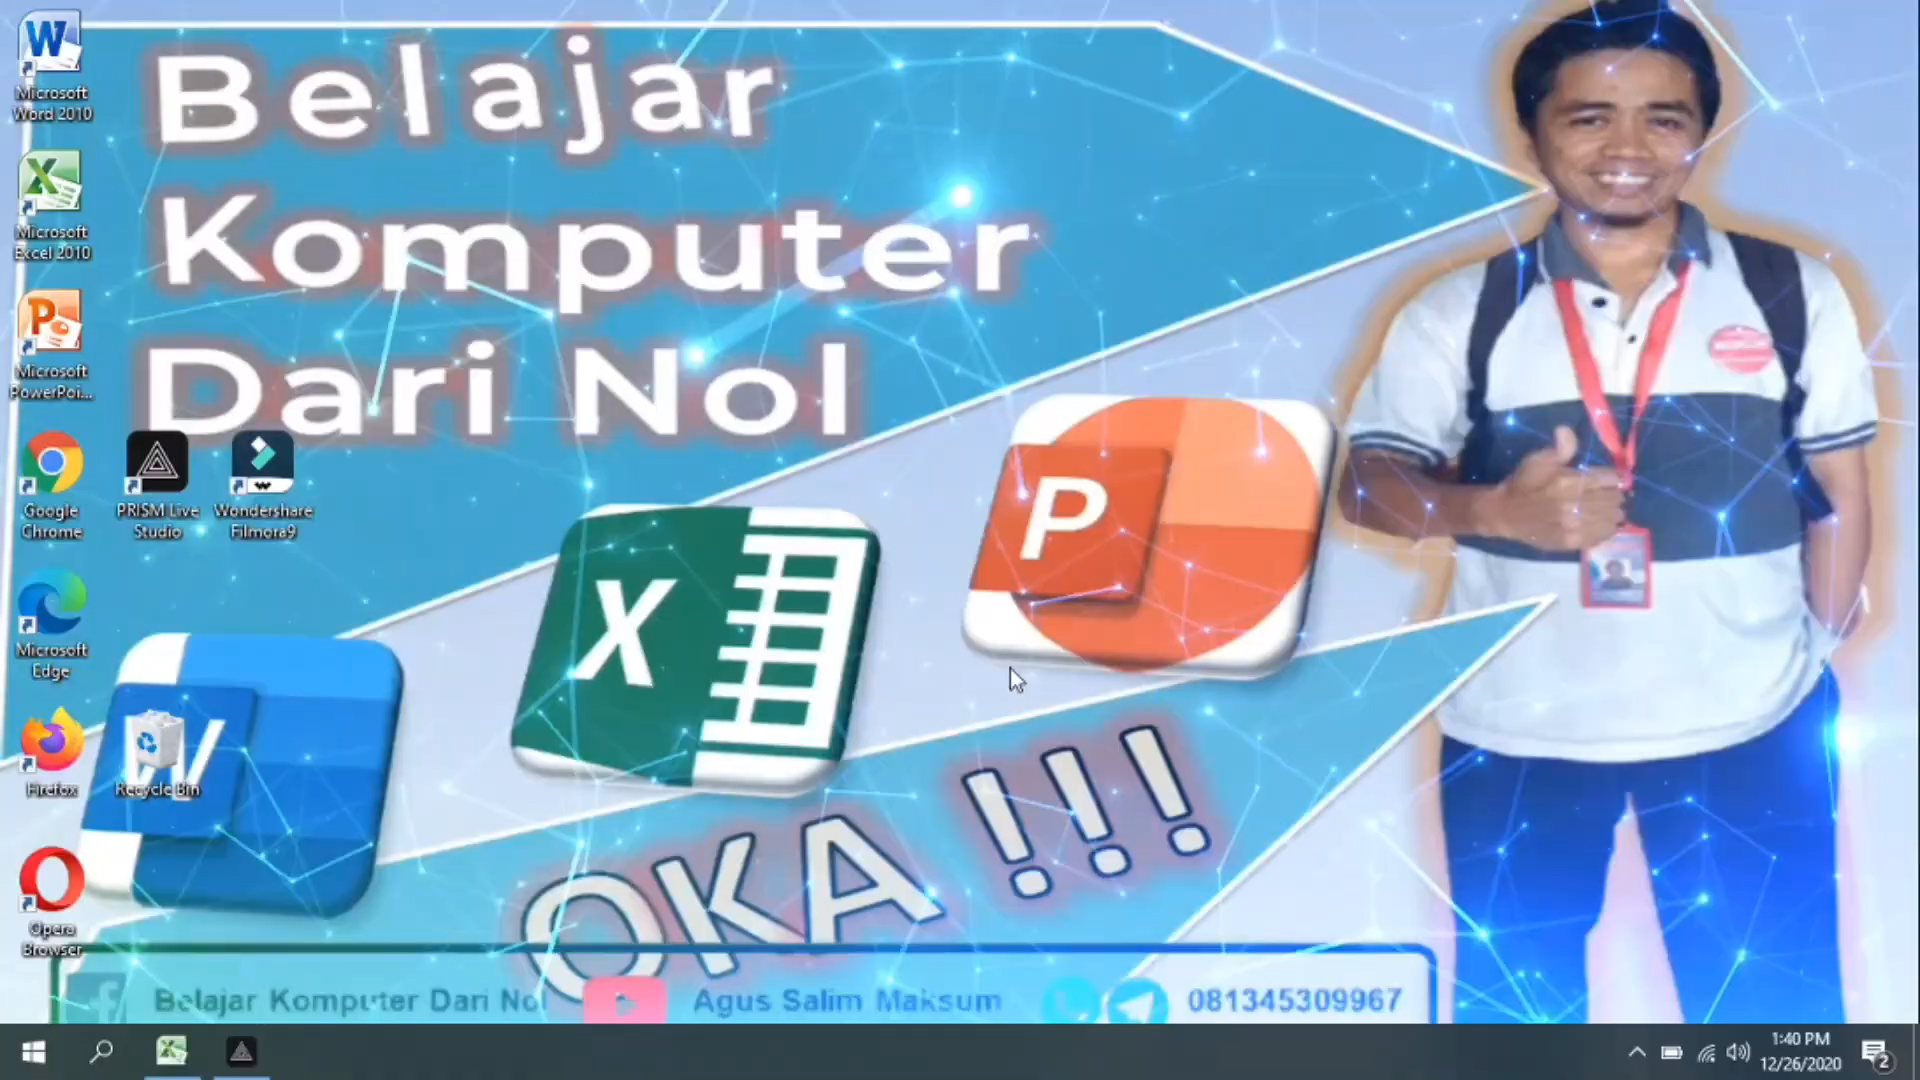 Belajar
Komputer
Dari Nol
OKA !!!
Microsoft
Word 2010
Microsoft
Excel 2010
Microsoft
PowerPoi...
Google
Chrome
PRISM Live
Studio
Wondershare
Filmora9
Microsoft
Edge
Firefox
Recycle Bin
Opera
Browser
W
X
P
Belajar Komputer Dari Nol
Agus Salim Maksum
081345309967
1:40 PM
12/26/2020
2